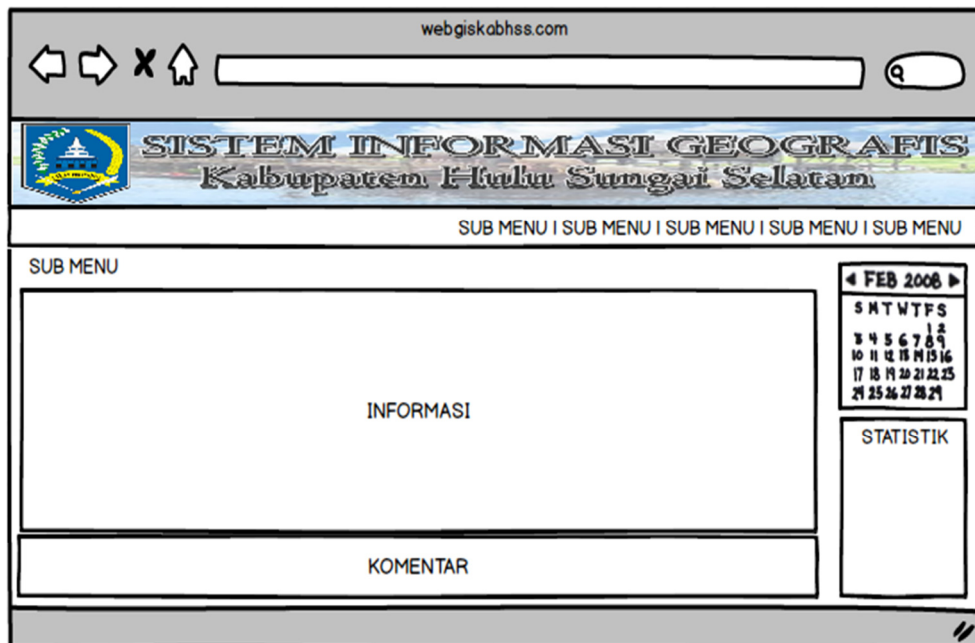 webgiskabhss.com
SISTEM INFORMASI GEOGRAFIS
Kabupaten Hulu Sungai Selatan
SUB MENU I SUB MENU I SUB MENU I SUB MENU I SUB MENU
SUB MENU
FEB 2008
S M T W T F S
1 2
3 4 5 6 7 8 9
10 11 12 13 14 15 16
17 18 19 20 21 22 23
24 25 26 27 28 29
INFORMASI
STATISTIK
KOMENTAR